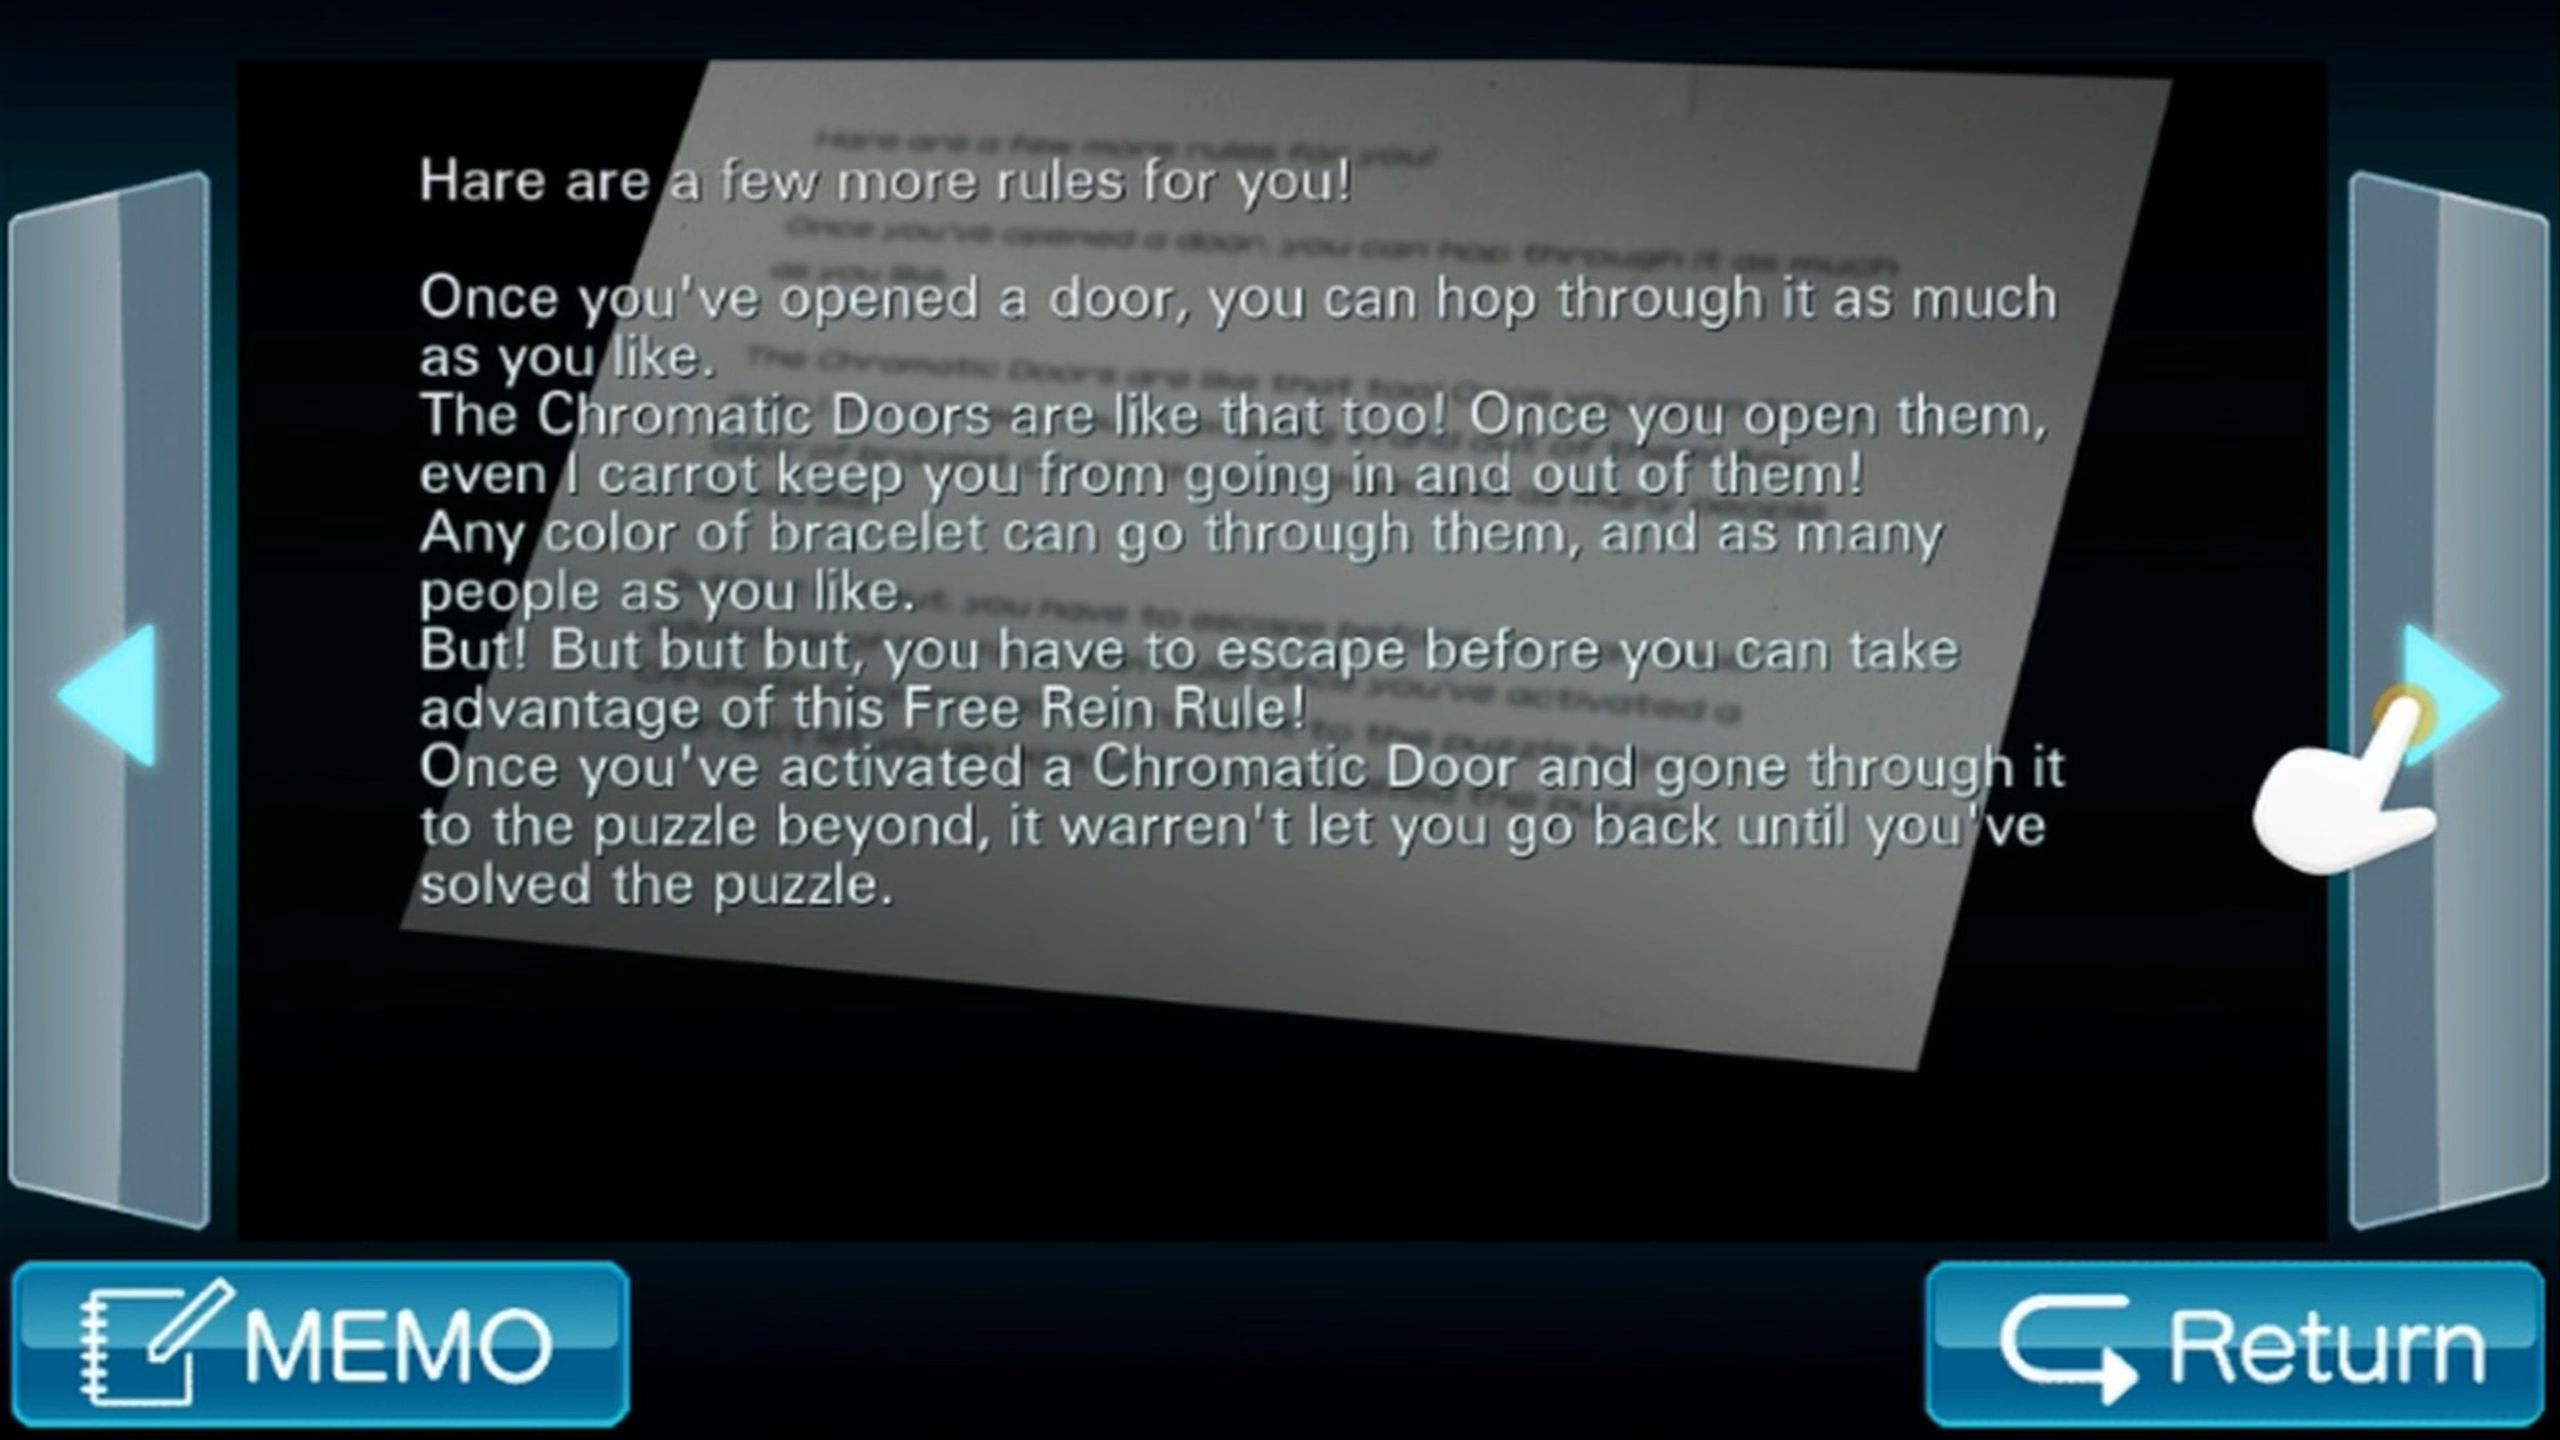 Hare are a few more rules for you!
Once you've opened a door, you can hop through it as much
as you like.
The Chromatic Doors are like that too! Once you open them,
even I carrot keep you from going in and out of them!
Any color of bracelet can go through them, and as many
people as you like.
But! But but but, you have to escape before you can take
advantage of this Free Rein Rule!
Once you've activated a Chromatic Door and gone through it
to the puzzle beyond, it warren't let you go back until you've
solved the puzzle.
MEMO
Return